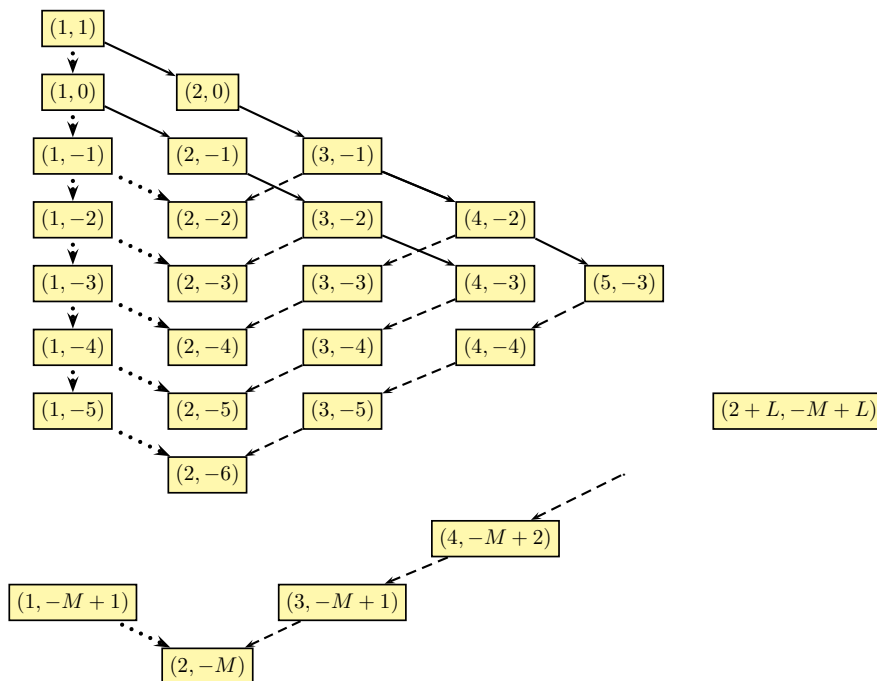 (1, 1)
(1, 0) (2, 0)
(1, −1) (2, −1) (3, −1)
(1, −2) (2, −2) (3, −2) (4, −2)
(1, −3) (2, −3) (3, −3) (4, −3) (5, −3)
(1, −4) (2, −4) (3, −4) (4, −4)
(1, −5) (2, −5) (3, −5) (2 + L, −M + L)
(2, −6)
(4, −M + 2)
(1, −M + 1) (3, −M + 1)
(2, −M)